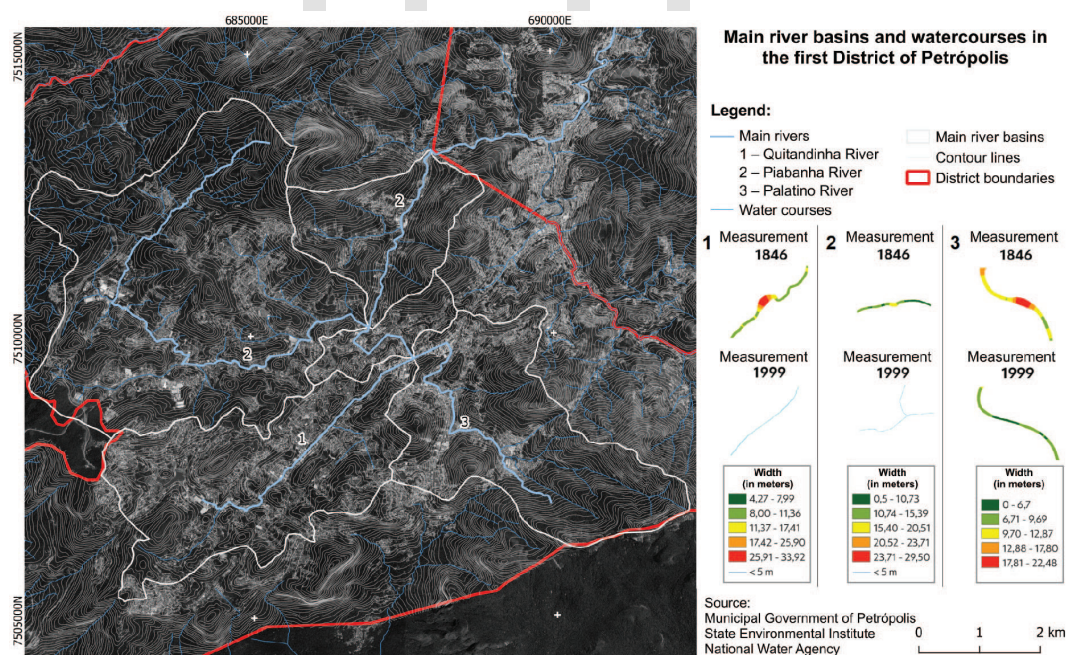 685000E
690000E
7515000N
7510000N
7505000N
2
2
1
3
Main river basins and watercourses in
the first District of Petrópolis
Legend:
Main rivers
1 – Quitandinha River
2 – Piabanha River
3 – Palatino River
Water courses
Main river basins
Contour lines
District boundaries
1 Measurement
1846
2 Measurement
1846
3 Measurement
1846
Measurement
1999
Measurement
1999
Measurement
1999
Width
(in meters)
4,27 - 7,99
8,00 - 11,36
11,37 - 17,41
17,42 - 25,90
25,91 - 33,92
< 5 m
Width
(in meters)
0,5 - 10,73
10,74 - 15,39
15,40 - 20,51
20,52 - 23,71
23,71 - 29,50
< 5 m
Width
(in meters)
0 - 6,7
6,71 - 9,69
9,70 - 12,87
12,88 - 17,80
17,81 - 22,48
Source:
Municipal Government of Petrópolis
State Environmental Institute
National Water Agency
0 1 2 km